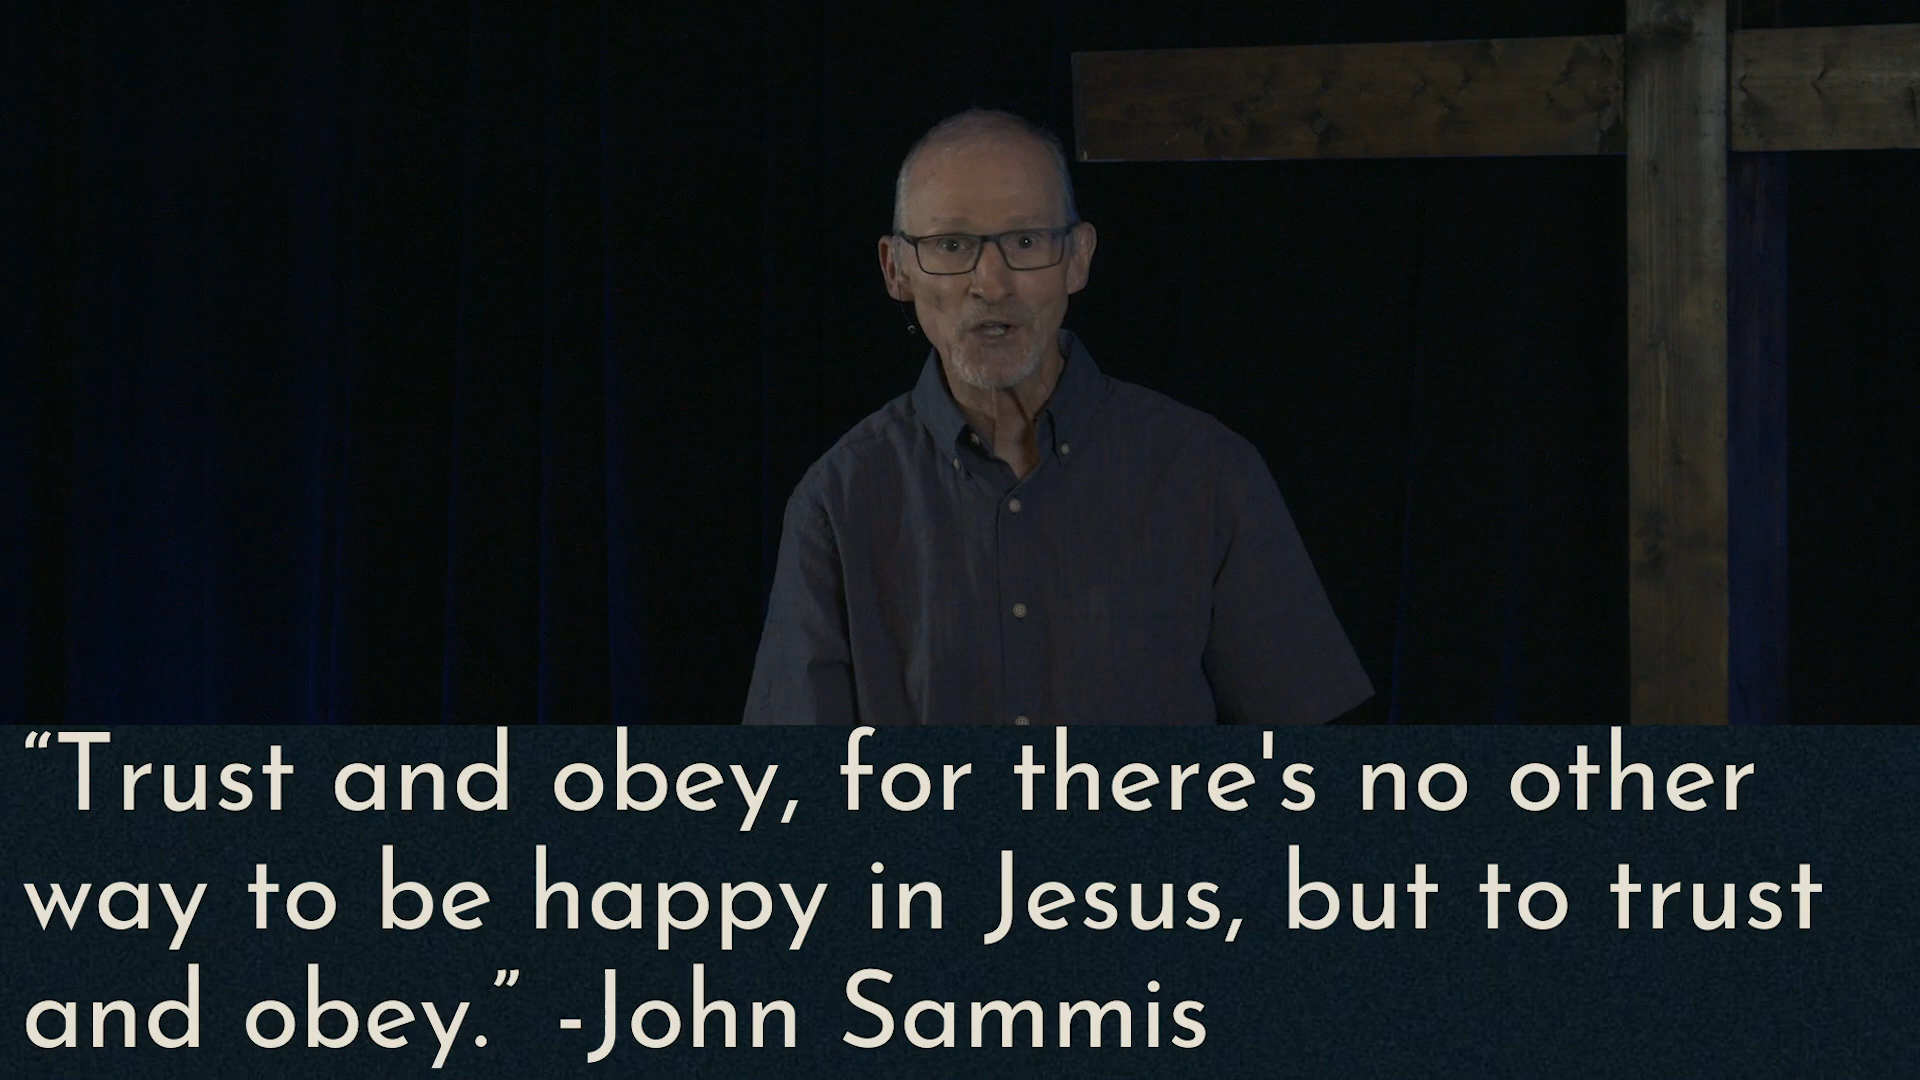 “Trust and obey, for there's no other
way to be happy in Jesus, but to trust
and obey.” -John Sammis